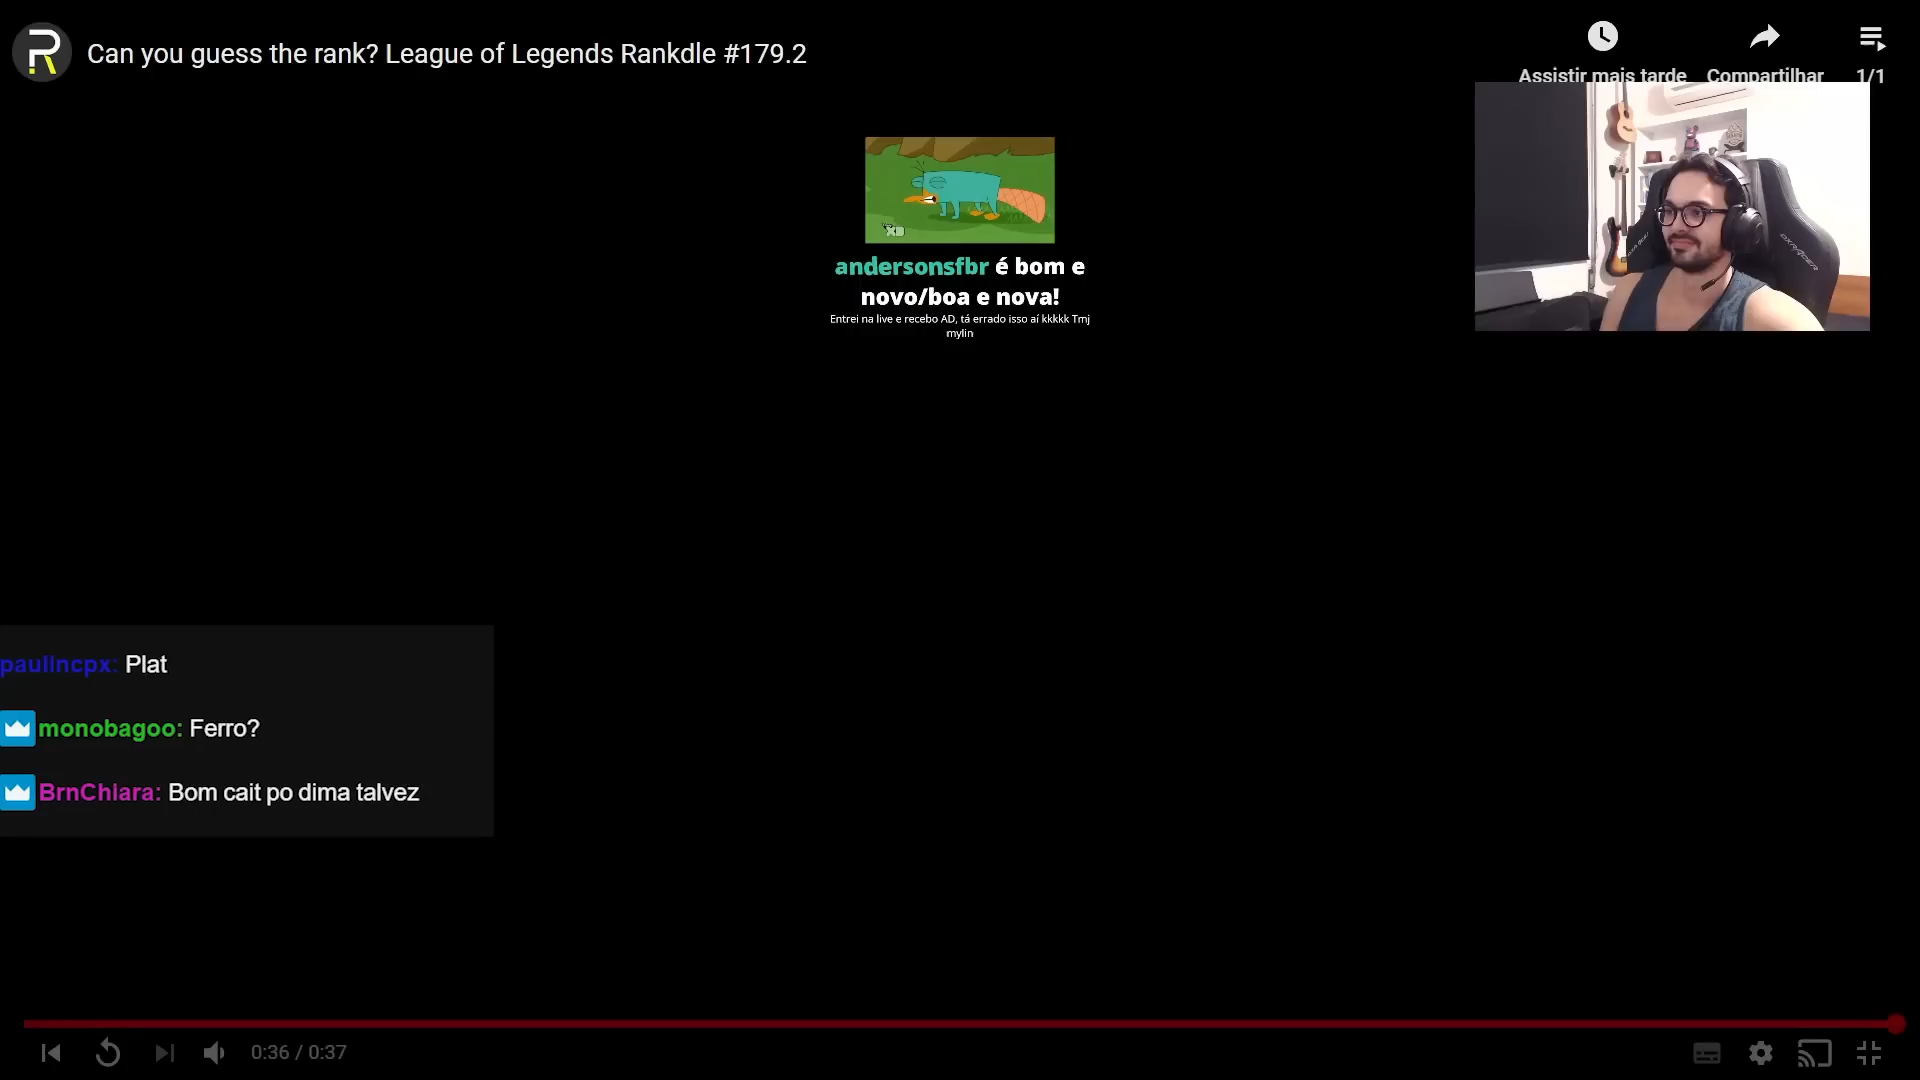 Can you guess the rank? League of Legends Rankdle #179.2
Assistir mais tarde
Compartilhar
1/1
andersonsfbr é bom e
novo/boa e nova!
Entrei na live e recebo AD, tá errado isso aí kkkkk Tmj
mylin
paulincpx: Plat
monobagoo: Ferro?
BrnChiara: Bom cait po dima talvez
0:36 / 0:37